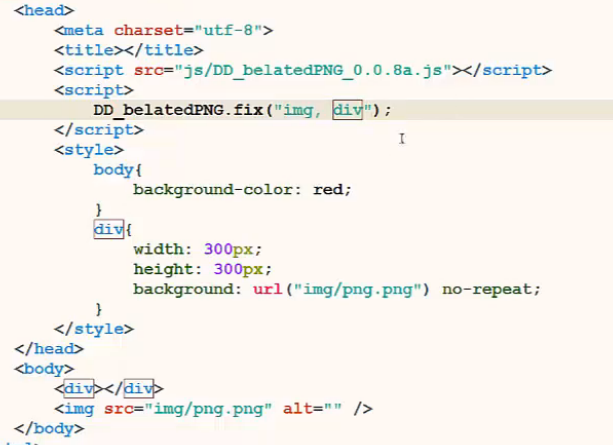 <head>
<meta charset="utf-8">
<title></title>
<script src="js/DD_belatedPNG_0.0.8a.js"></script>
<script>
DD_belatedPNG.fix("img, div");
</script>
<style>
body{
background-color: red;
}
div{
width: 300px;
height: 300px;
background: url("img/png.png") no-repeat;
}
</style>
</head>
<body>
<div></div>
<img src="img/png.png" alt="" />
</body>